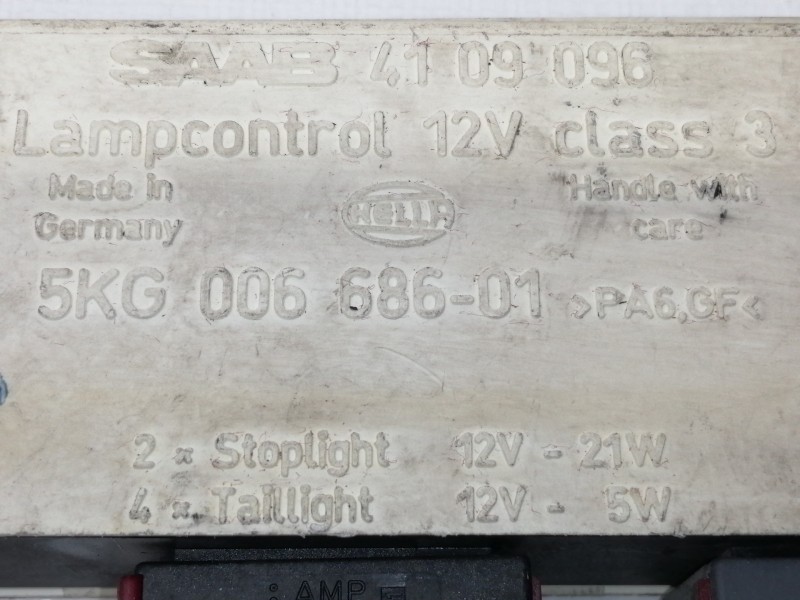 SAAB 41 09 096
Lampcontrol 12V class 3
Made in Germany
HELLA
Handle with care
5KG 006 686-01 >PA6,GF<
2 x Stoplight 12V - 21W
4 x Taillight 12V - 5W
AMP